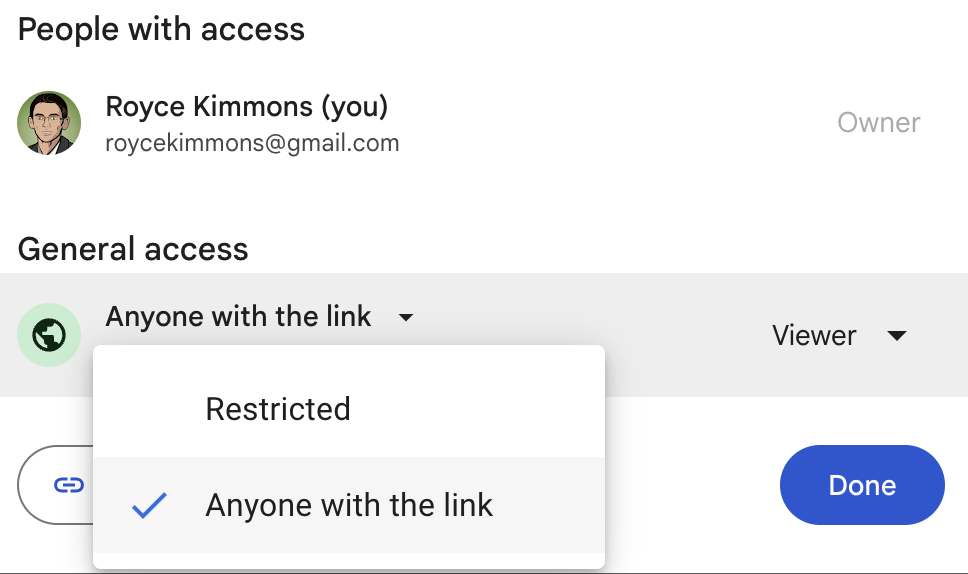 People with access
Royce Kimmons (you)
roycekimmons@gmail.com
Owner
General access
Anyone with the link
Viewer
Restricted
Anyone with the link
Done